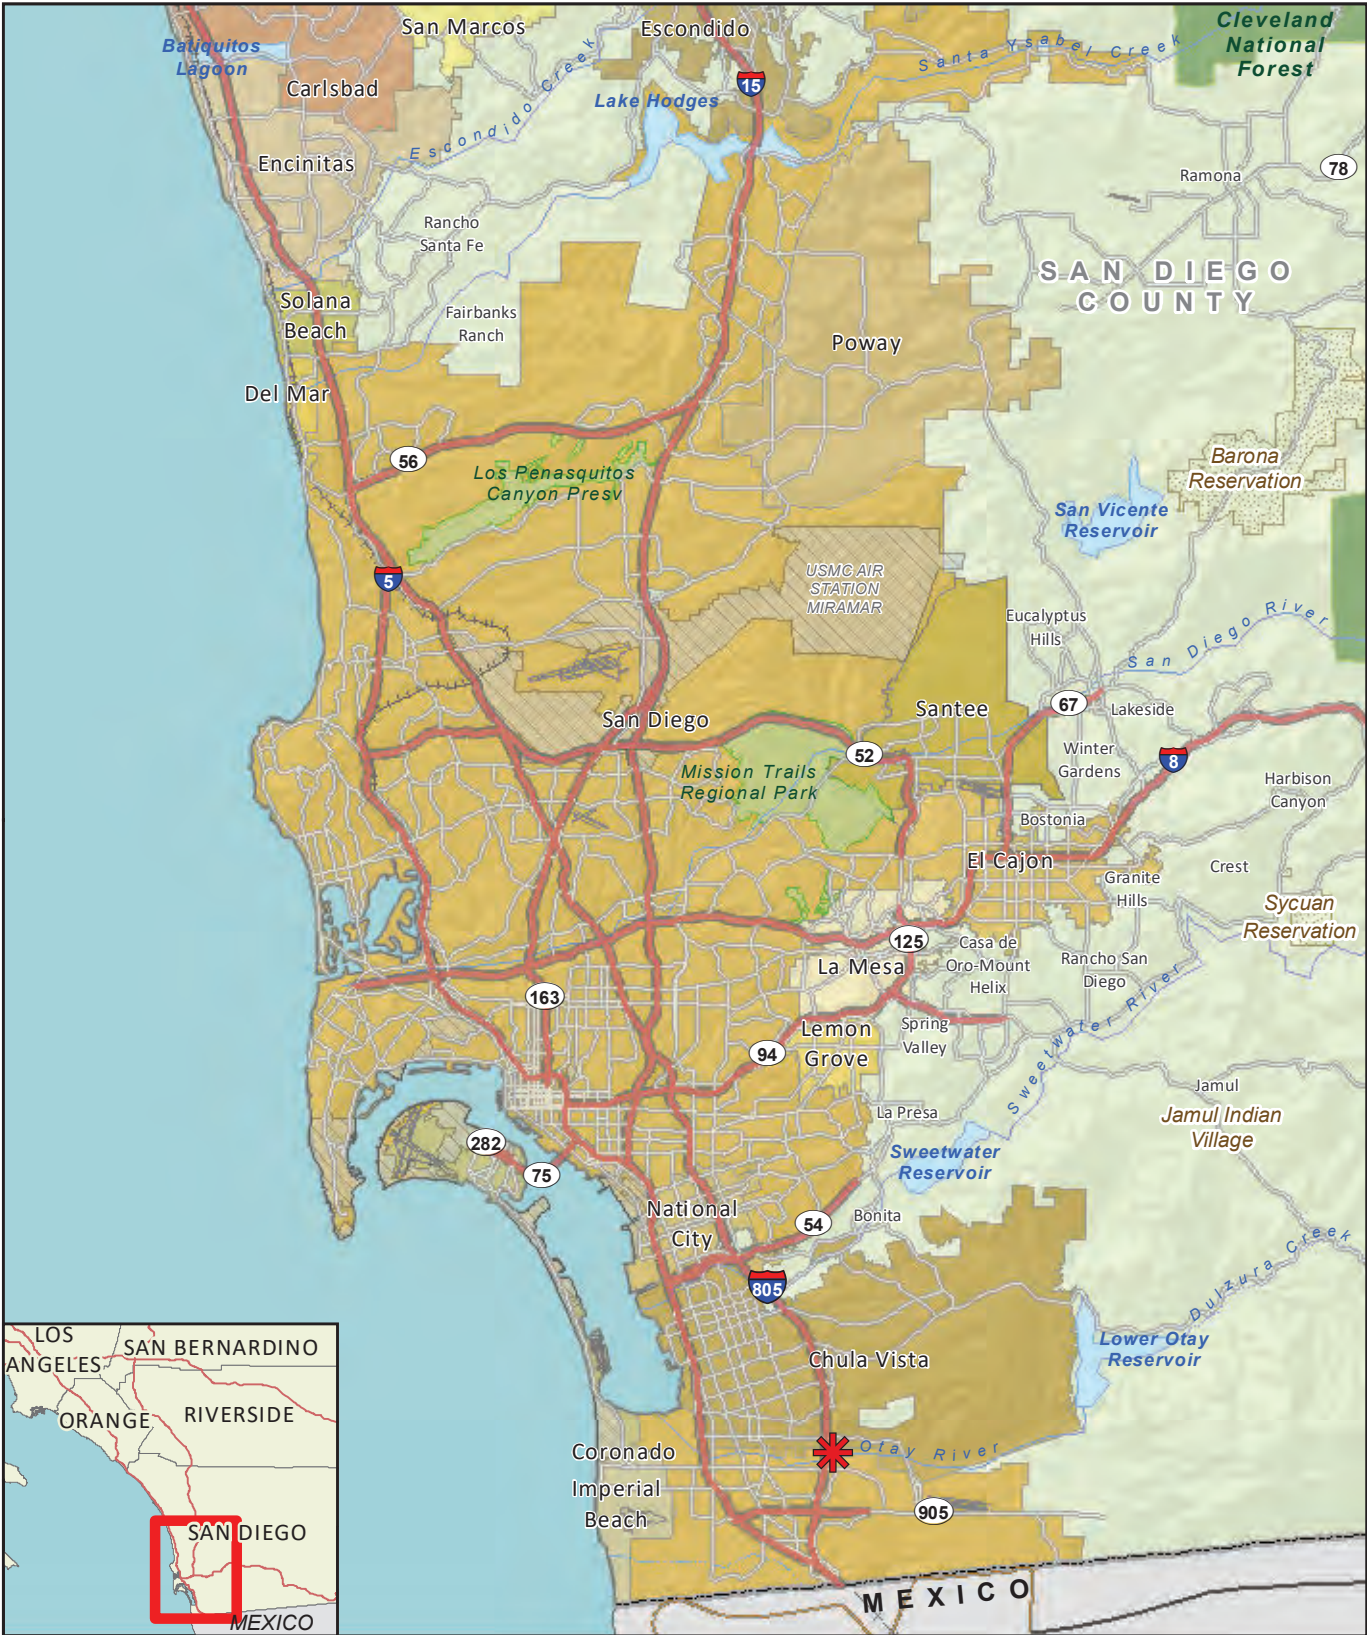 San Marcos
Escondido
Cleveland
National
Forest
Batiquitos
Lagoon
Carlsbad
Escondido Creek
Lake Hodges
15
Santa Ysabel Creek
Encinitas
Ramona
78
Rancho
Santa Fe
SAN DIEGO
COUNTY
Solana
Beach
Fairbanks
Ranch
Poway
Del Mar
56
Los Penasquitos
Canyon Presv
Barona
Reservation
San Vicente
Reservoir
5
USMC AIR
STATION
MIRAMAR
Eucalyptus
Hills
San Diego River
San Diego
Santee
67
Lakeside
52
Winter
Gardens
8
Mission Trails
Regional Park
Harbison
Canyon
Bostonia
El Cajon
Crest
Granite
Hills
Sycuan
Reservation
125
La Mesa
Casa de
Oro-Mount
Helix
Rancho San
Diego
163
Spring
Valley
Sweetwater River
Lemon
Grove
94
Jamul
La Presa
Jamul Indian
Village
282
75
Sweetwater
Reservoir
National
City
54
Bonita
805
Dulzura Creek
Chula Vista
Lower Otay
Reservoir
Coronado
Otay River
Imperial
Beach
905
MEXICO
LOS
ANGELES
SAN BERNARDINO
ORANGE
RIVERSIDE
SAN DIEGO
MEXICO